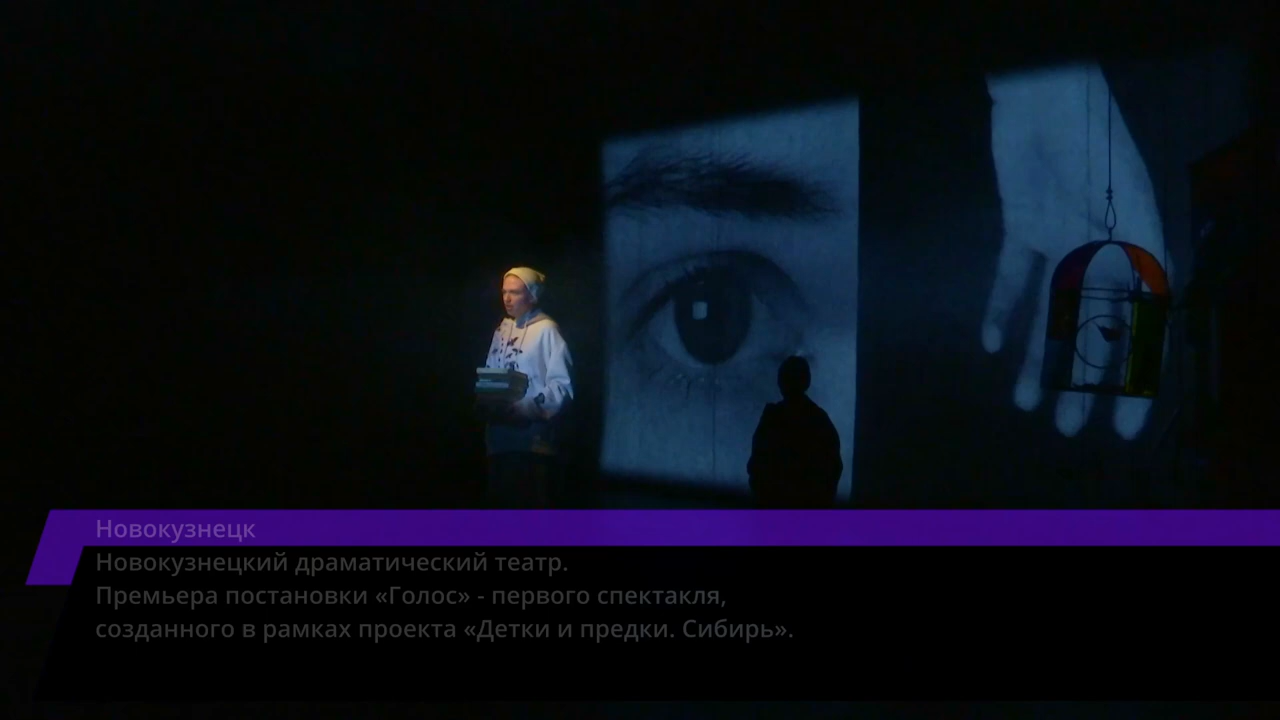 Новокузнецк
Новокузнецкий драматический театр.
Премьера постановки «Голос» - первого спектакля,
созданного в рамках проекта «Детки и предки. Сибирь».